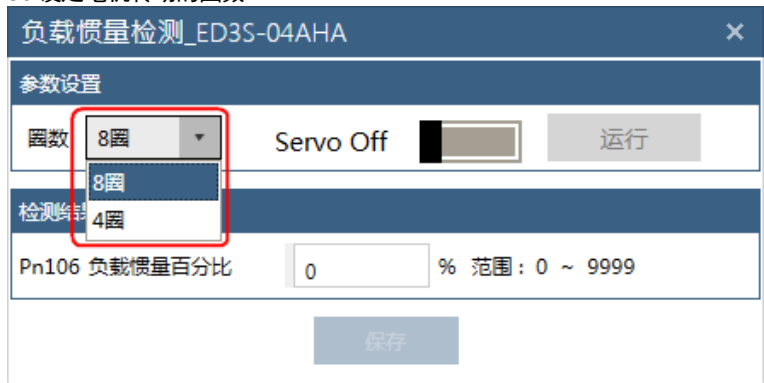 负载惯量检测_ED3S-04AHA
参数设置
圈数 8圈 Servo Off 运行
8圈
4圈
Pn106 负载惯量百分比 0 % 范围：0 ~ 9999
保存